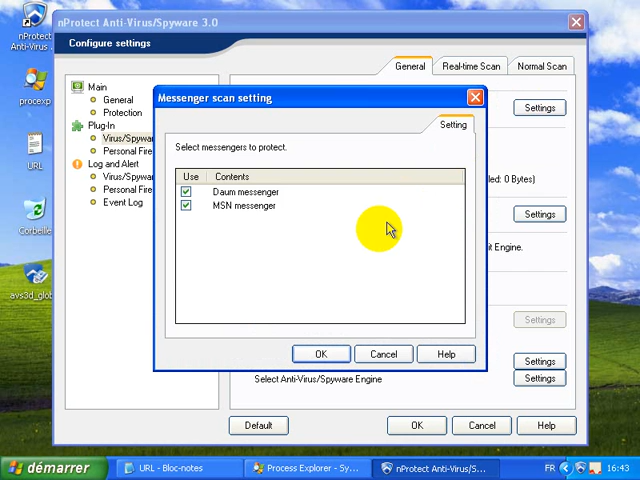 nProtect Anti-Virus/Spyware 3.0
Configure settings
General
Real-time Scan
Normal Scan
Main
General
Protection
Plug-In
Virus/Spywar
Personal Fire
Log and Alert
Virus/Spywar
Personal Fire
Event Log
Settings
led: 0 Bytes)
Settings
it Engine.
Settings
Settings
Select Anti-Virus/Spyware Engine
Settings
Default
OK
Cancel
Help
Messenger scan setting
Setting
Select messengers to protect.
Use
Contents
Daum messenger
MSN messenger
OK
Cancel
Help
nProtect
Anti-Virus ...
procexp
URL
Corbeille
avs3d_glob
démarrer
URL - Bloc-notes
Process Explorer - Sy...
nProtect Anti-Virus/S...
FR
16:43